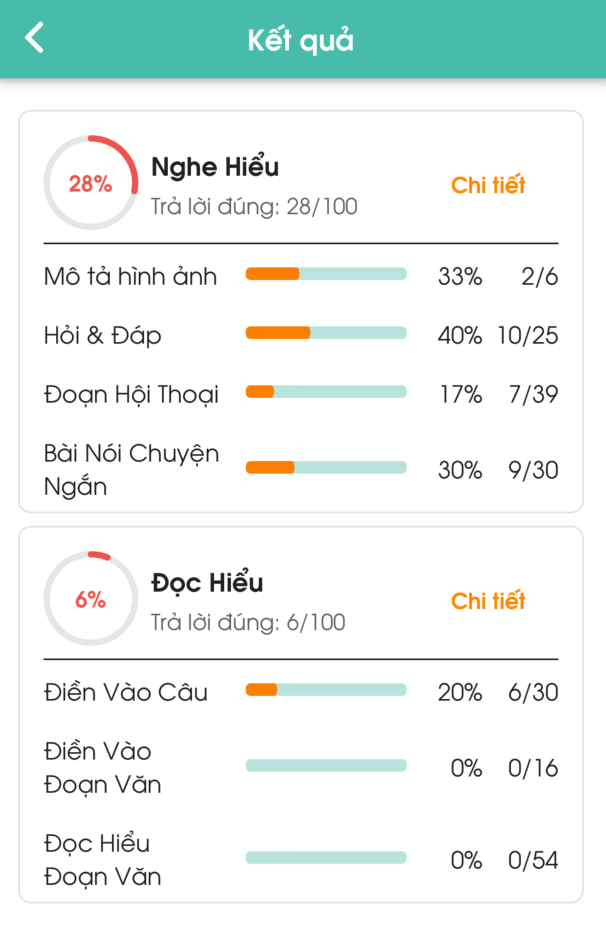 Kết quả
28%
Nghe Hiểu
Trả lời đúng: 28/100
Chi tiết
Mô tả hình ảnh 33% 2/6
Hỏi & Đáp 40% 10/25
Đoạn Hội Thoại 17% 7/39
Bài Nói Chuyện
Ngắn 30% 9/30
6%
Đọc Hiểu
Trả lời đúng: 6/100
Chi tiết
Điền Vào Câu 20% 6/30
Điền Vào
Đoạn Văn 0% 0/16
Đọc Hiểu
Đoạn Văn 0% 0/54